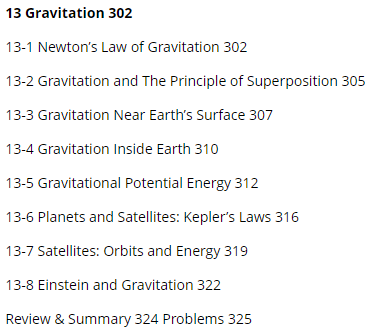 13 Gravitation 302
13-1 Newton’s Law of Gravitation 302
13-2 Gravitation and The Principle of Superposition 305
13-3 Gravitation Near Earth’s Surface 307
13-4 Gravitation Inside Earth 310
13-5 Gravitational Potential Energy 312
13-6 Planets and Satellites: Kepler’s Laws 316
13-7 Satellites: Orbits and Energy 319
13-8 Einstein and Gravitation 322
Review & Summary 324 Problems 325